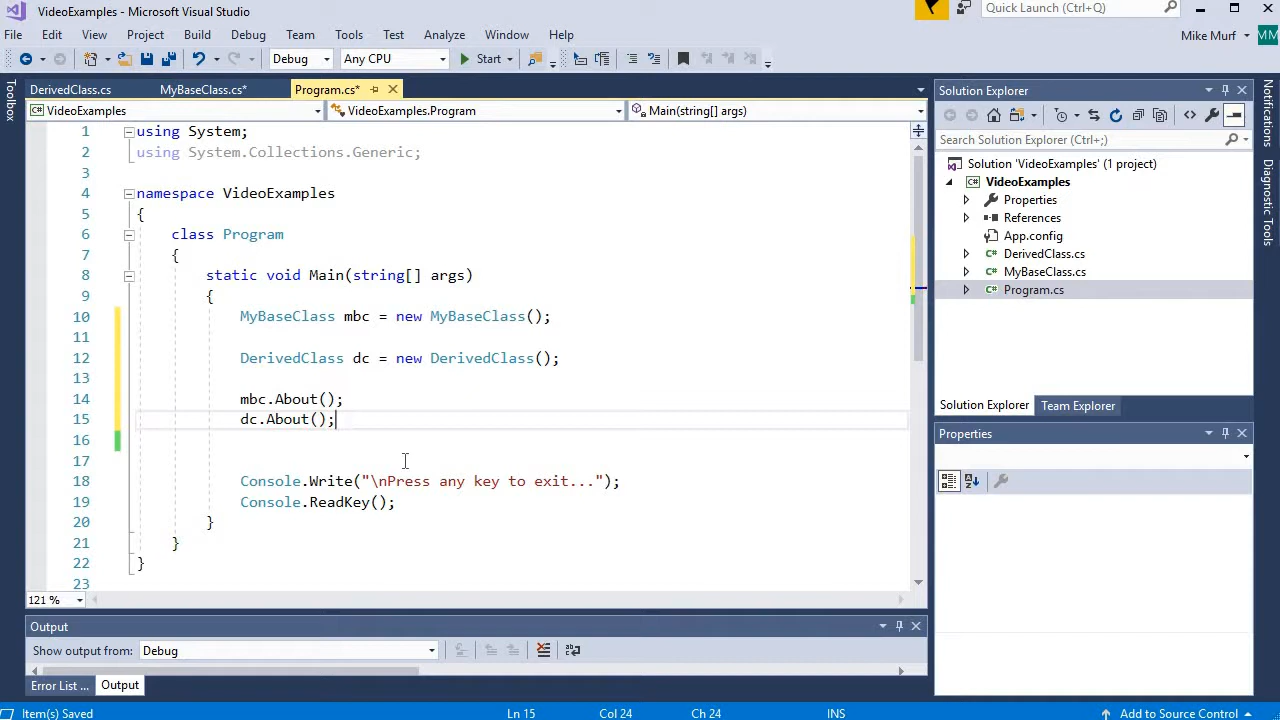 VideoExamples - Microsoft Visual Studio
Quick Launch (Ctrl+Q)
File Edit View Project Build Debug Team Tools Test Analyze Window Help
Mike Murf
MM
Debug
Any CPU
Start
Toolbox
DerivedClass.cs
MyBaseClass.cs*
Program.cs*
VideoExamples
VideoExamples.Program
Main(string[] args)
1 using System;
2 using System.Collections.Generic;
3
4 namespace VideoExamples
5 {
6 class Program
7 {
8 static void Main(string[] args)
9 {
10 MyBaseClass mbc = new MyBaseClass();
11
12 DerivedClass dc = new DerivedClass();
13
14 mbc.About();
15 dc.About();
16
17
18 Console.Write("\nPress any key to exit...");
19 Console.ReadKey();
20 }
21 }
22 }
23
121 %
Output
Show output from: Debug
Error List ...
Output
Solution Explorer
Search Solution Explorer (Ctrl+;)
Solution 'VideoExamples' (1 project)
VideoExamples
Properties
References
App.config
DerivedClass.cs
MyBaseClass.cs
Program.cs
Solution Explorer
Team Explorer
Properties
Notifications
Diagnostic Tools
Item(s) Saved
Ln 15
Col 24
Ch 24
INS
Add to Source Control